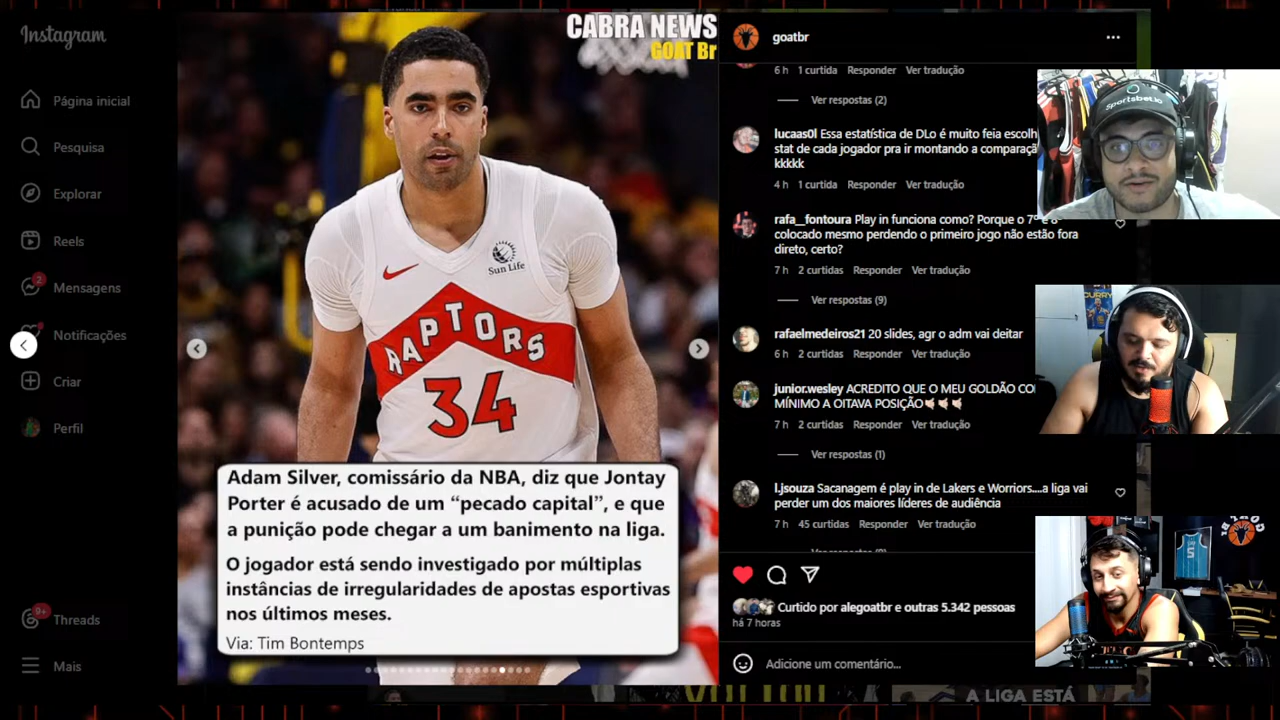 Instagram
Página inicial
Pesquisa
Explorar
Reels
2
Mensagens
Notificações
Criar
Perfil
9+
Threads
Mais
CABRA NEWS
GOAT Br
Sun Life
RAPTORS
34
Adam Silver, comissário da NBA, diz que Jontay
Porter é acusado de um “pecado capital”, e que
a punição pode chegar a um banimento na liga.
O jogador está sendo investigado por múltiplas
instâncias de irregularidades de apostas esportivas
nos últimos meses.
Via: Tim Bontemps
goatbr
6 h 1 curtida Responder Ver tradução
Ver respostas (2)
lucaas0l Essa estatística de DLo é muito feia escolh
stat de cada jogador pra ir montando a comparaçã
kkkkk
4 h 1 curtida Responder Ver tradução
rafa__fontoura Play in funciona como? Porque o 7º e 8º
colocado mesmo perdendo o primeiro jogo não estão fora
direto, certo?
7 h 2 curtidas Responder Ver tradução
Ver respostas (9)
rafaelmedeiros21 20 slides, agr o adm vai deitar
6 h 2 curtidas Responder Ver tradução
junior.wesley ACREDITO QUE O MEU GOLDÃO CO
MÍNIMO A OITAVA POSIÇÃO🤙🏻🤙🏻🤙🏻
7 h 2 curtidas Responder Ver tradução
Ver respostas (1)
l.jsouza Sacanagem é play in de Lakers e Worriors....a liga vai
perder um dos maiores líderes de audiência
7 h 45 curtidas Responder Ver tradução
Curtido por alegoatbr e outras 5.342 pessoas
há 7 horas
Adicione um comentário...
Sportsbet.io
CURRY
5
GOAT BR
A LIGA ESTÁ